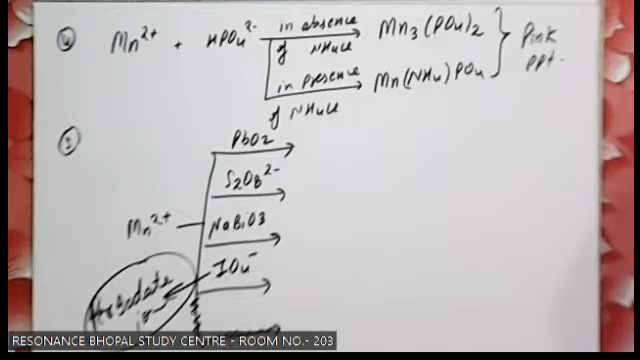 ④ Mn²⁺ + HPO₄²⁻ in absence of NH₄Cl → Mn₃(PO₄)₂
in presence of NH₄Cl → Mn(NH₄)PO₄
} Pink ppt.
⑤
Mn²⁺
PbO₂ →
S₂O₈²⁻ →
NaBiO₃ →
IO₄⁻ →
RESONANCE BHOPAL STUDY CENTRE - ROOM NO.- 203